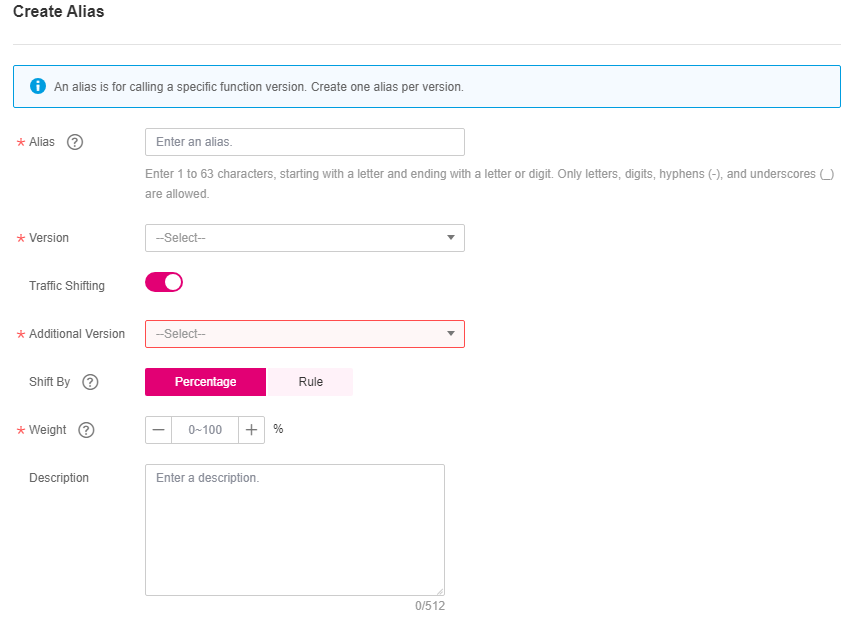 Create Alias
An alias is for calling a specific function version. Create one alias per version.
* Alias ?
Enter an alias.
Enter 1 to 63 characters, starting with a letter and ending with a letter or digit. Only letters, digits, hyphens (-), and underscores (_)
are allowed.
* Version
--Select--
Traffic Shifting
* Additional Version
--Select--
Shift By ?
Percentage Rule
* Weight ?
— 0~100 + %
Description
Enter a description.
0/512